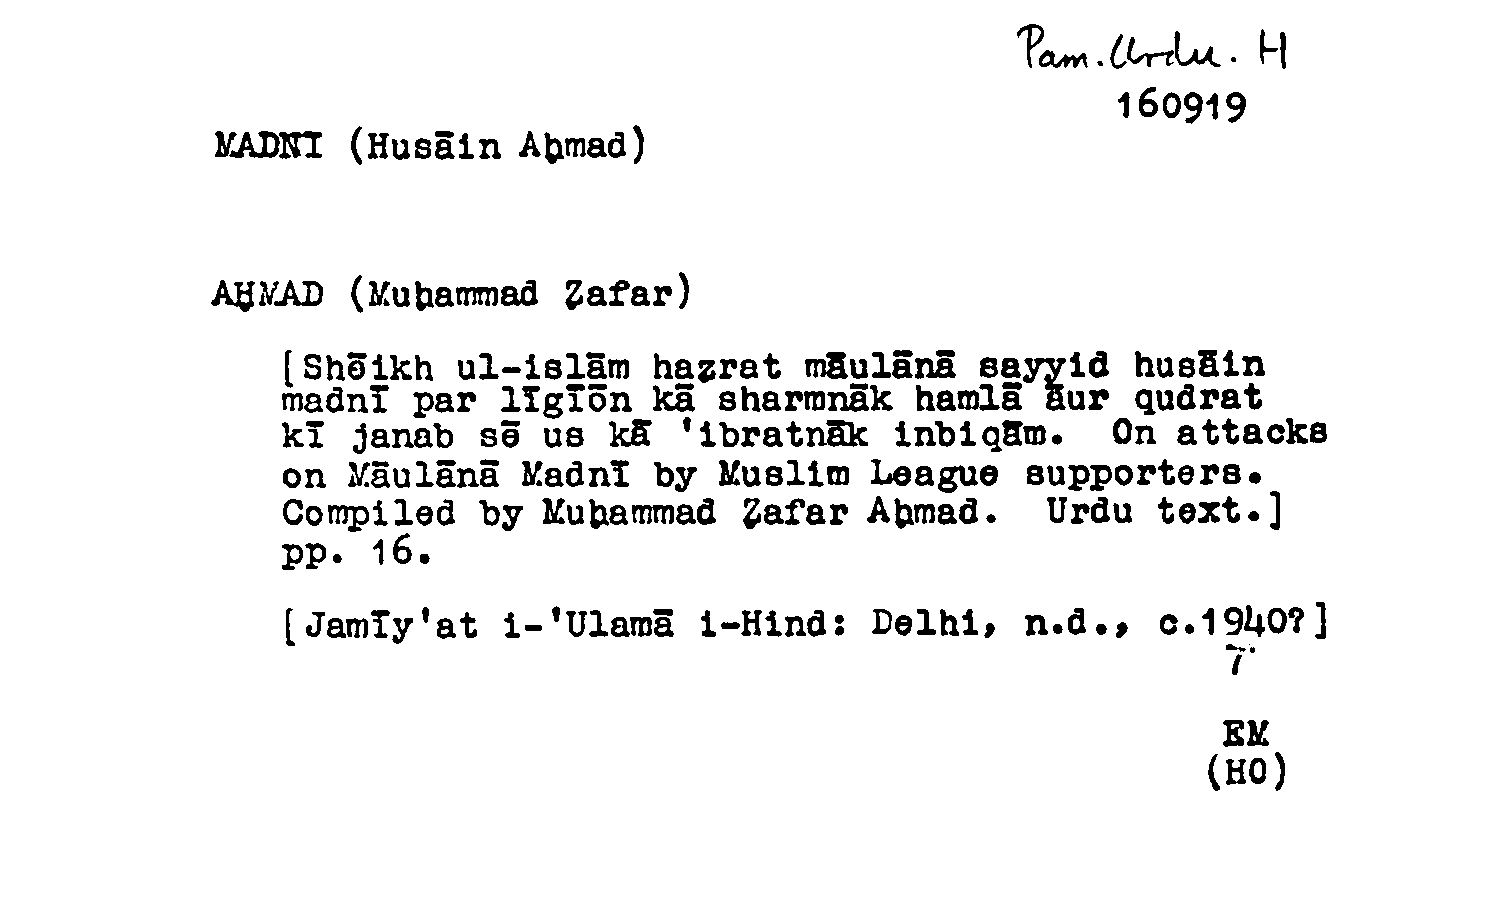 Pam. Urdu. H
160919
MADNĪ (Husāin Aḥmad)
AḤMAD (Muḥammad Ẓafar)
[Shēikh ul-islām haẓrat māulānā sayyid husāin
madnī par līgīōn kā sharmnāk hamlā āur qudrat
kī janab sē us kā 'ibratnāk inbiqām. On attacks
on Māulānā Madnī by Muslim League supporters.
Compiled by Muḥammad Ẓafar Aḥmad. Urdu text.]
pp. 16.
[Jamīy'at i-'Ulamā i-Hind: Delhi, n.d., c.1940?]
7
EM
(HO)